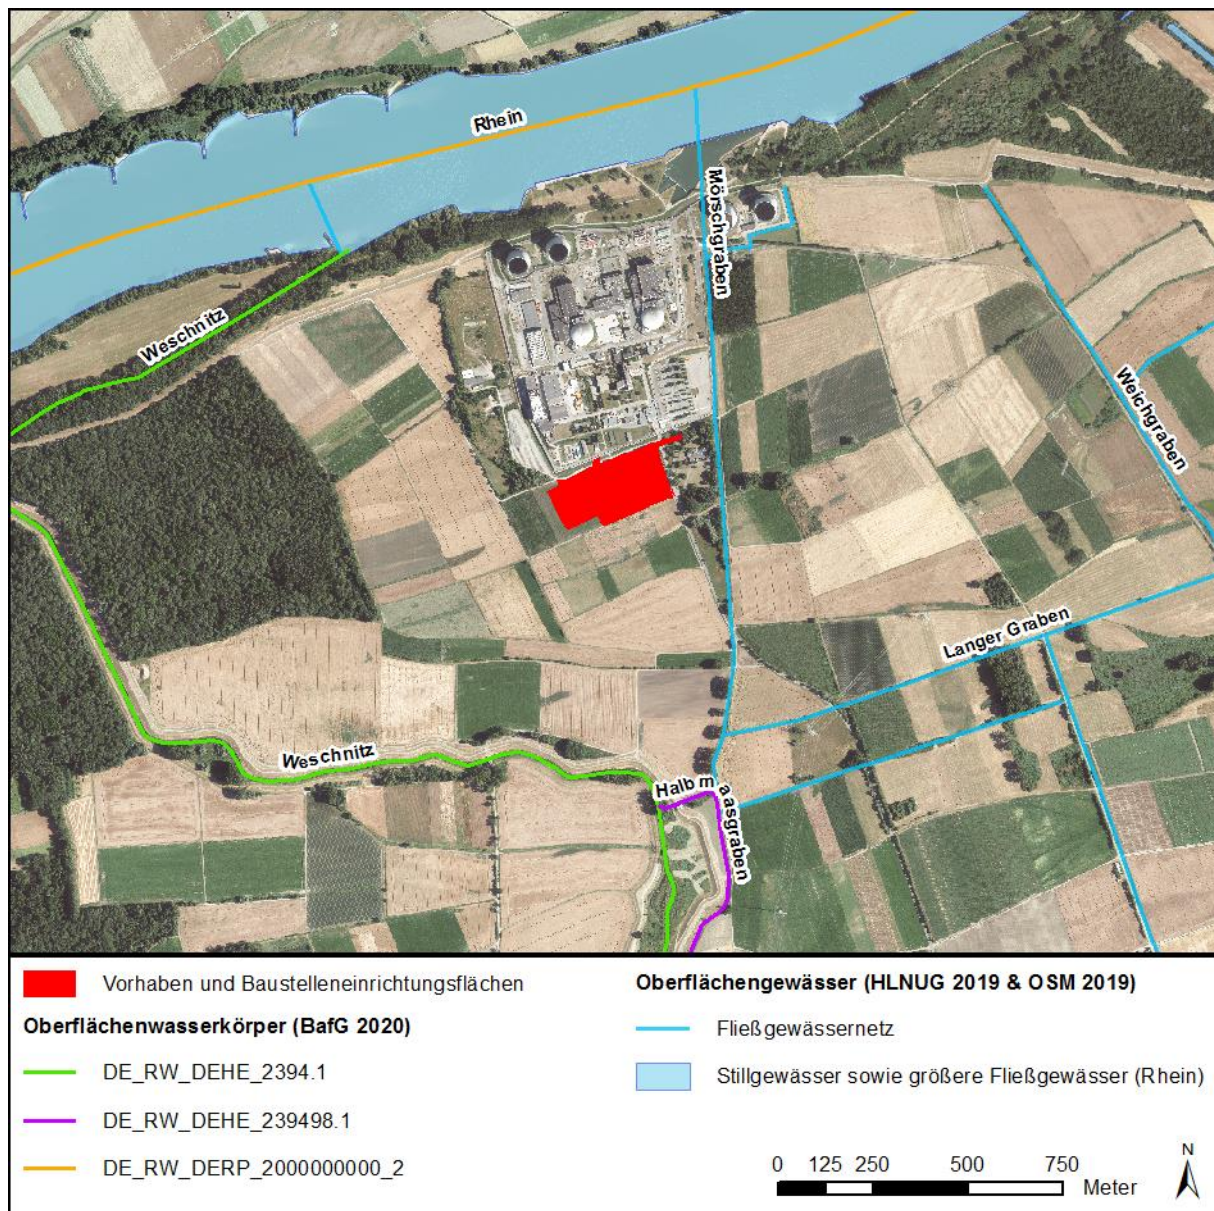 Rhein
Mörschgraben
Weschnitz
Weichgraben
Langer Graben
Weschnitz
Halbmaasgraben
Vorhaben und Baustelleneinrichtungsflächen
Oberflächenwasserkörper (BafG 2020)
DE_RW_DEHE_2394.1
DE_RW_DEHE_239498.1
DE_RW_DERP_2000000000_2
Oberflächengewässer (HLNUG 2019 & OSM 2019)
Fließgewässernetz
Stillgewässer sowie größere Fließgewässer (Rhein)
0 125 250 500 750
Meter
N